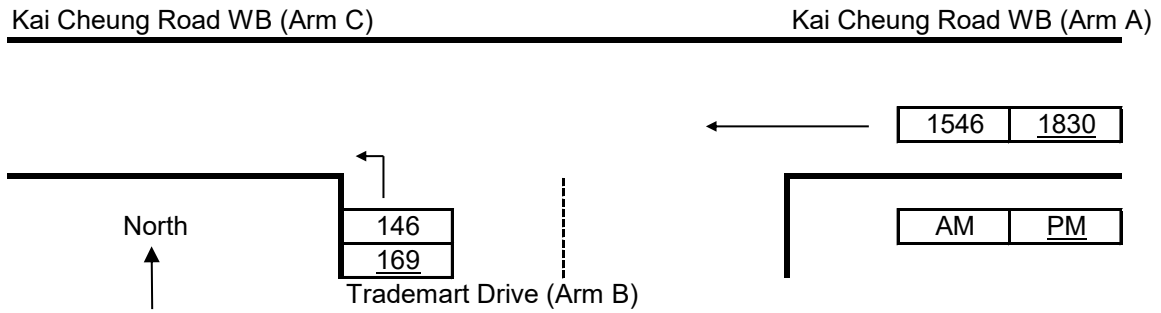 Kai Cheung Road WB (Arm C) Kai Cheung Road WB (Arm A)
1546 1830
North 146 AM PM
169
Trademart Drive (Arm B)